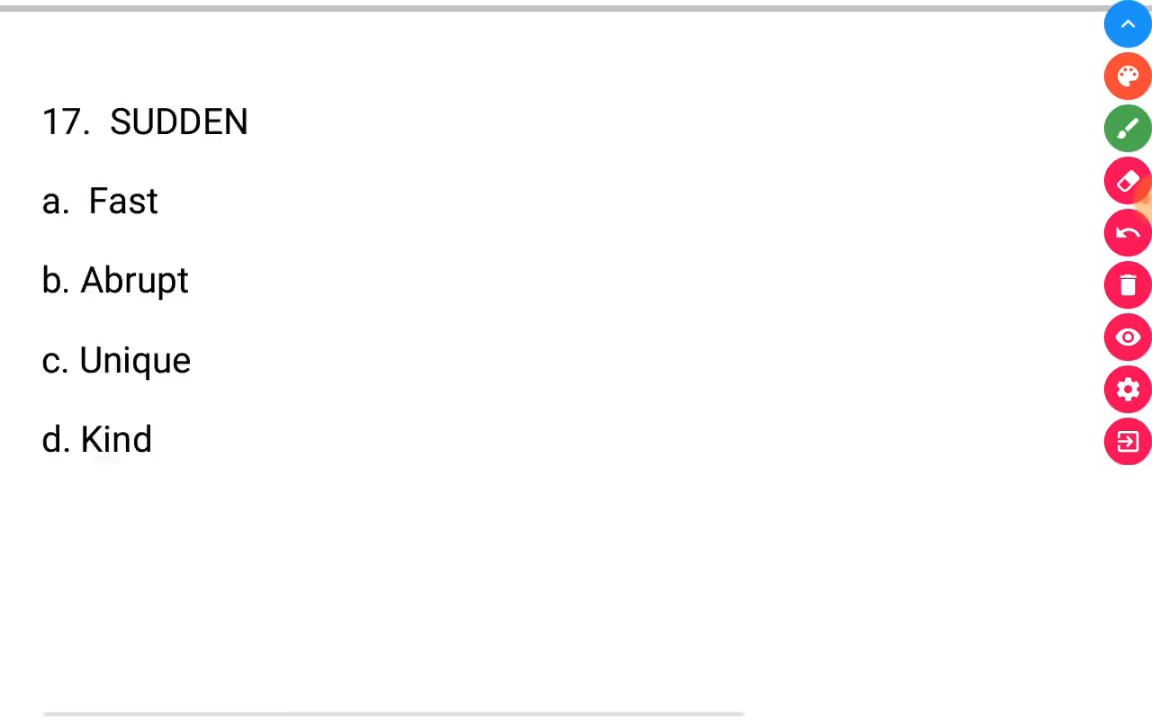 17. SUDDEN
a. Fast
b. Abrupt
c. Unique
d. Kind